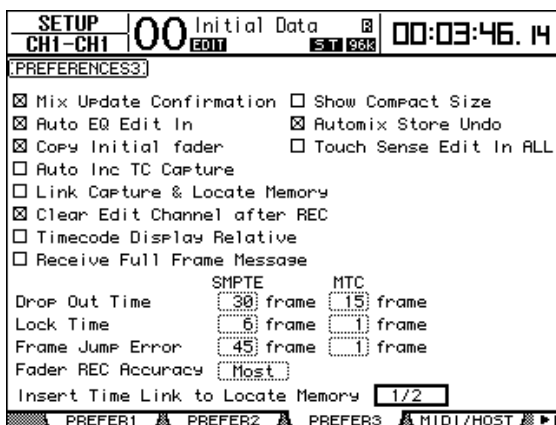 SETUP
CH1-CH1
00 Initial Data R
EDIT ST 96k
00:03:46. 14
PREFERENCES3
Mix Update Confirmation Show Compact Size
Auto EQ Edit In Automix Store Undo
Copy Initial fader Touch Sense Edit In ALL
Auto Inc TC Capture
Link Capture & Locate Memory
Clear Edit Channel after REC
Timecode Display Relative
Receive Full Frame Message
SMPTE MTC
Drop Out Time 30 frame 15 frame
Lock Time 6 frame 1 frame
Frame Jump Error 45 frame 1 frame
Fader REC Accuracy Most
Insert Time Link to Locate Memory 1/2
PREFER1 PREFER2 PREFER3 MIDI/HOST